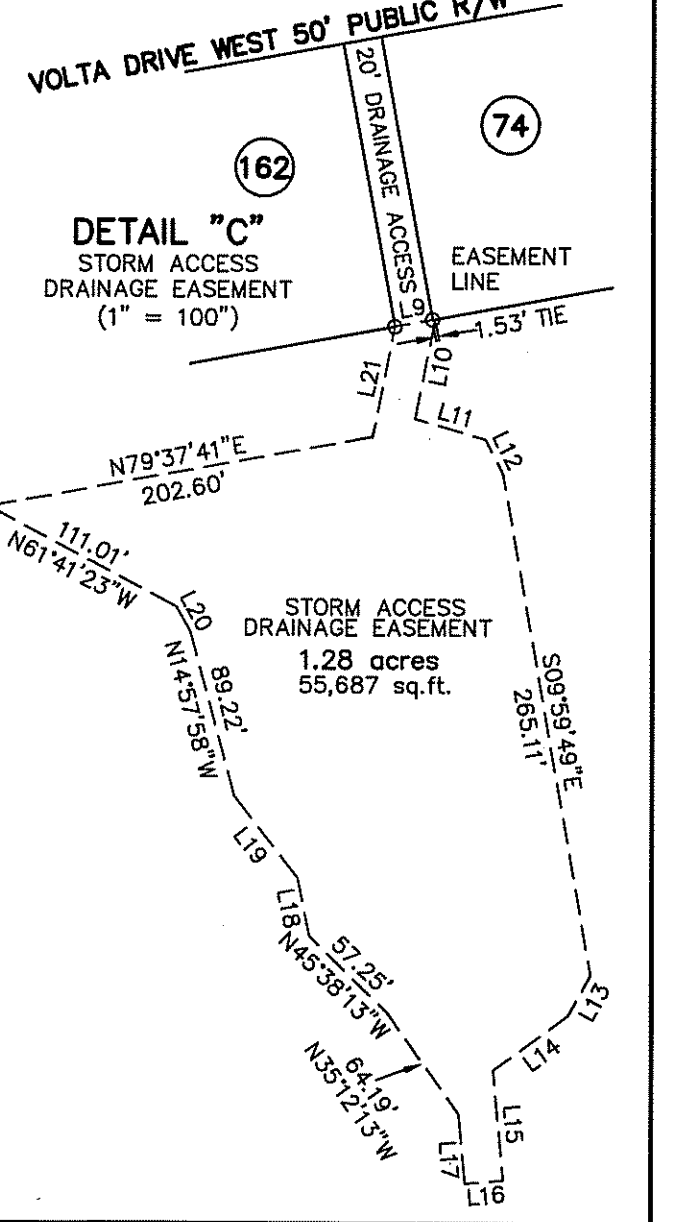 VOLTA DRIVE WEST 50' PUBLIC R/W
20' DRAINAGE ACCESS
74
162
DETAIL "C"
STORM ACCESS
DRAINAGE EASEMENT
(1" = 100")
EASEMENT
LINE
L9
1.53' TIE
L10
L21
L11
L12
N79°37'41"E
202.60'
111.01'
N61°41'23"W
L20
STORM ACCESS
DRAINAGE EASEMENT
1.28 acres
55,687 sq.ft.
89.22'
N14°57'58"W
S09°59'49"E
265.11'
L19
L18
57.25'
N45°38'13"W
L13
L14
64.19'
N35°12'13"W
L15
L17
L16